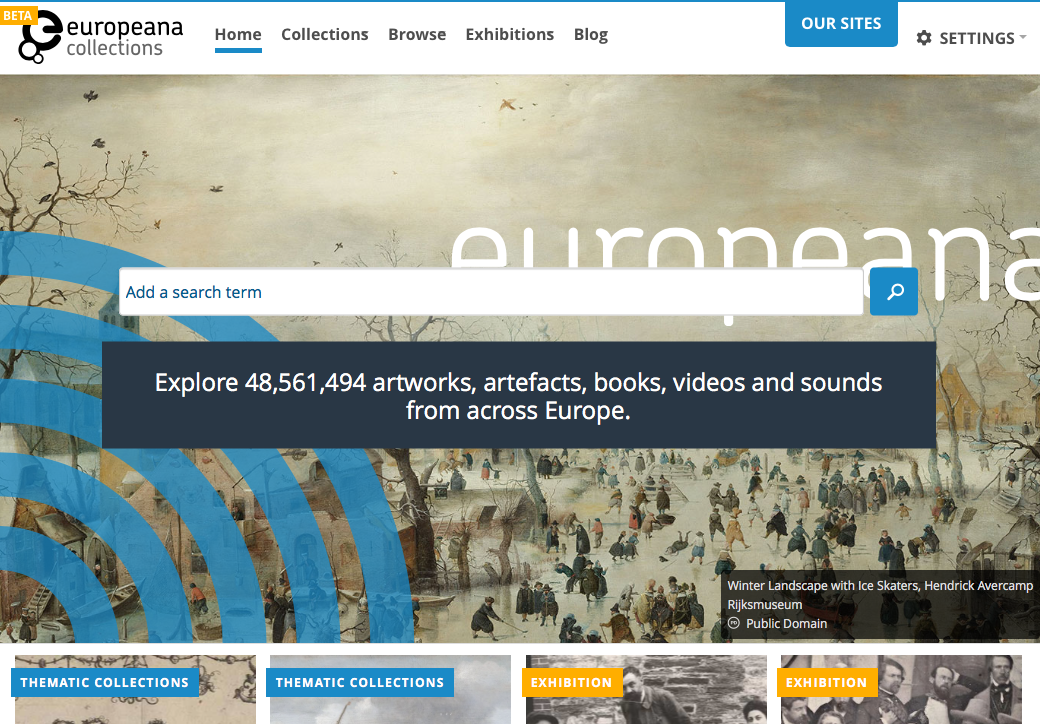 BETA
europeana
collections
Home
Collections
Browse
Exhibitions
Blog
OUR SITES
SETTINGS
europeana
Add a search term
Explore 48,561,494 artworks, artefacts, books, videos and sounds
from across Europe.
Winter Landscape with Ice Skaters, Hendrick Avercamp
Rijksmuseum
Public Domain
THEMATIC COLLECTIONS
THEMATIC COLLECTIONS
EXHIBITION
EXHIBITION